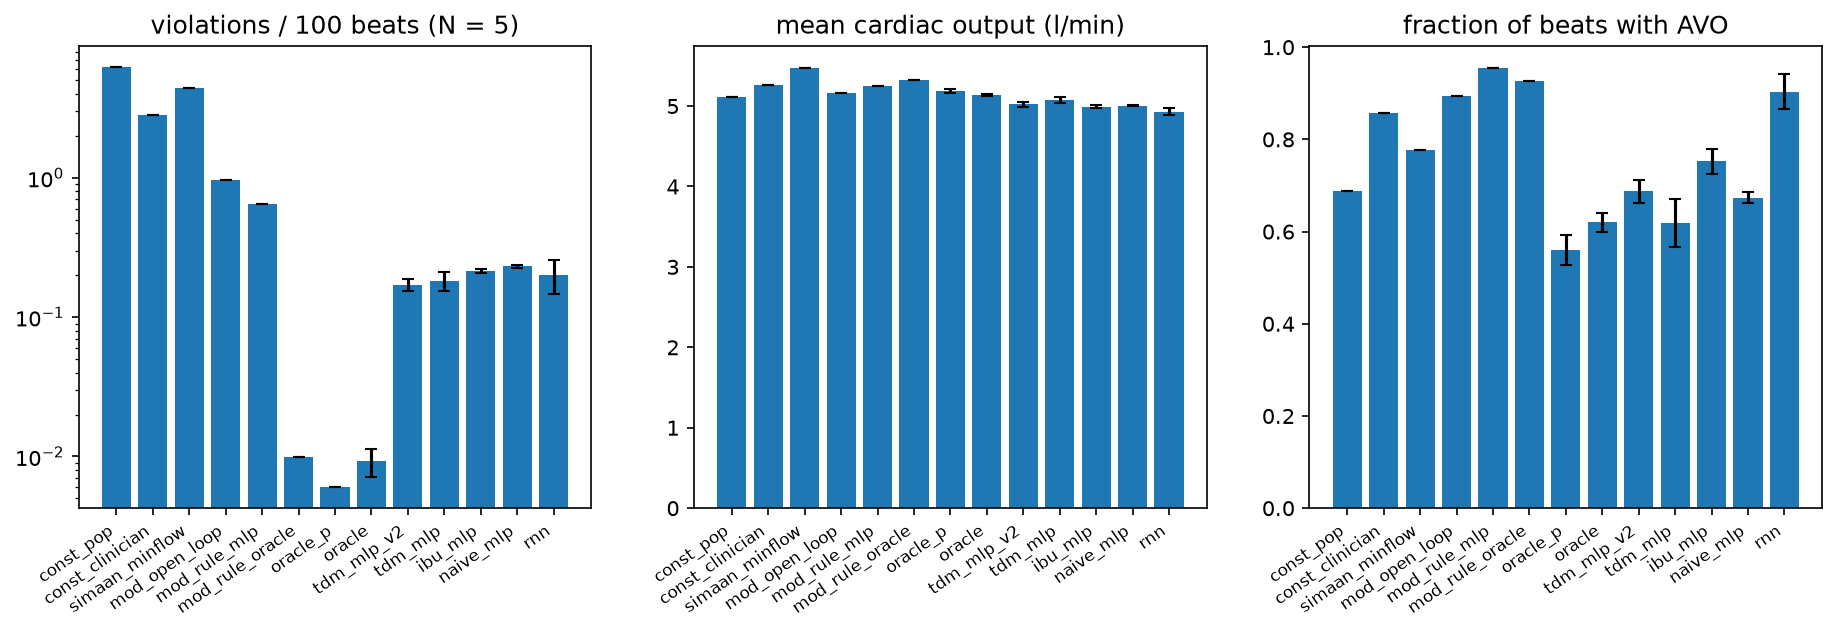 violations / 100 beats (N = 5)
10^0
10^-1
10^-2
const_pop
const_clinician
simaan_minflow
mod_open_loop
mod_rule_mlp
mod_rule_oracle
oracle_p
oracle
tdm_mlp_v2
tdm_mlp
ibu_mlp
naive_mlp
rnn
mean cardiac output (l/min)
5
4
3
2
1
0
const_pop
const_clinician
simaan_minflow
mod_open_loop
mod_rule_mlp
mod_rule_oracle
oracle_p
oracle
tdm_mlp_v2
tdm_mlp
ibu_mlp
naive_mlp
rnn
fraction of beats with AVO
1.0
0.8
0.6
0.4
0.2
0.0
const_pop
const_clinician
simaan_minflow
mod_open_loop
mod_rule_mlp
mod_rule_oracle
oracle_p
oracle
tdm_mlp_v2
tdm_mlp
ibu_mlp
naive_mlp
rnn